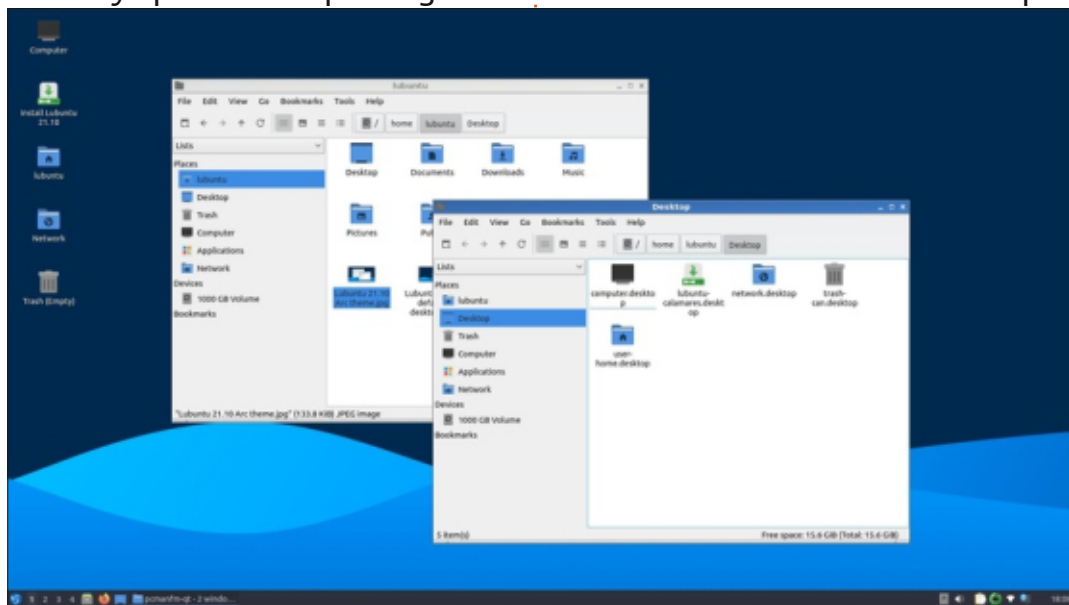 Computer
Install Lubuntu
21.10
lubuntu
Network
Trash (Empty)
lubuntu
File Edit View Go Bookmarks Tools Help
/ home lubuntu Desktop
Lists
Places
lubuntu
Desktop
Trash
Computer
Applications
Network
Devices
1000 GB Volume
Bookmarks
Desktop Documents Downloads Music
Pictures
Lubuntu 21.10
Arc theme.jpg
"Lubuntu 21.10 Arc theme.jpg" (133.8 KiB) JPEG image
Desktop
File Edit View Go Bookmarks Tools Help
/ home lubuntu Desktop
Lists
Places
lubuntu
Desktop
Trash
Computer
Applications
Network
Devices
1000 GB Volume
Bookmarks
computer.deskto
p
lubuntu-
calamares.deskt
op
network.desktop
trash-
can.desktop
user-
home.desktop
5 item(s)
Free space: 15.6 GiB (Total: 15.6 GiB)
1 2 3 4 pcmanfm-qt - 2 windo...